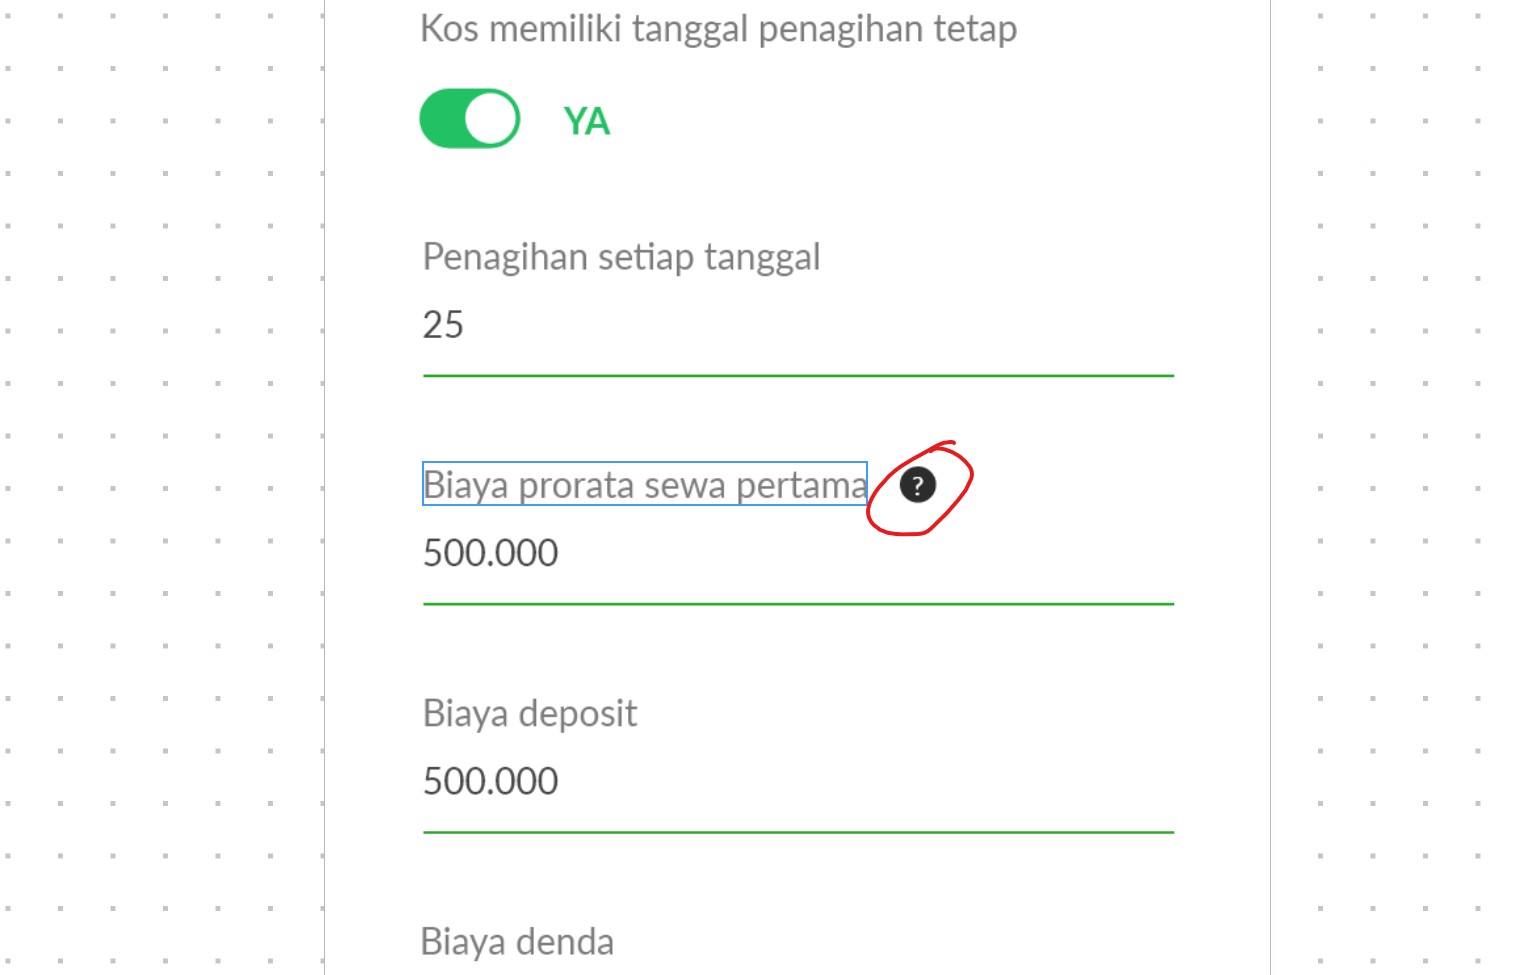 Kos memiliki tanggal penagihan tetap
YA
Penagihan setiap tanggal
25
Biaya prorata sewa pertama ?
500.000
Biaya deposit
500.000
Biaya denda